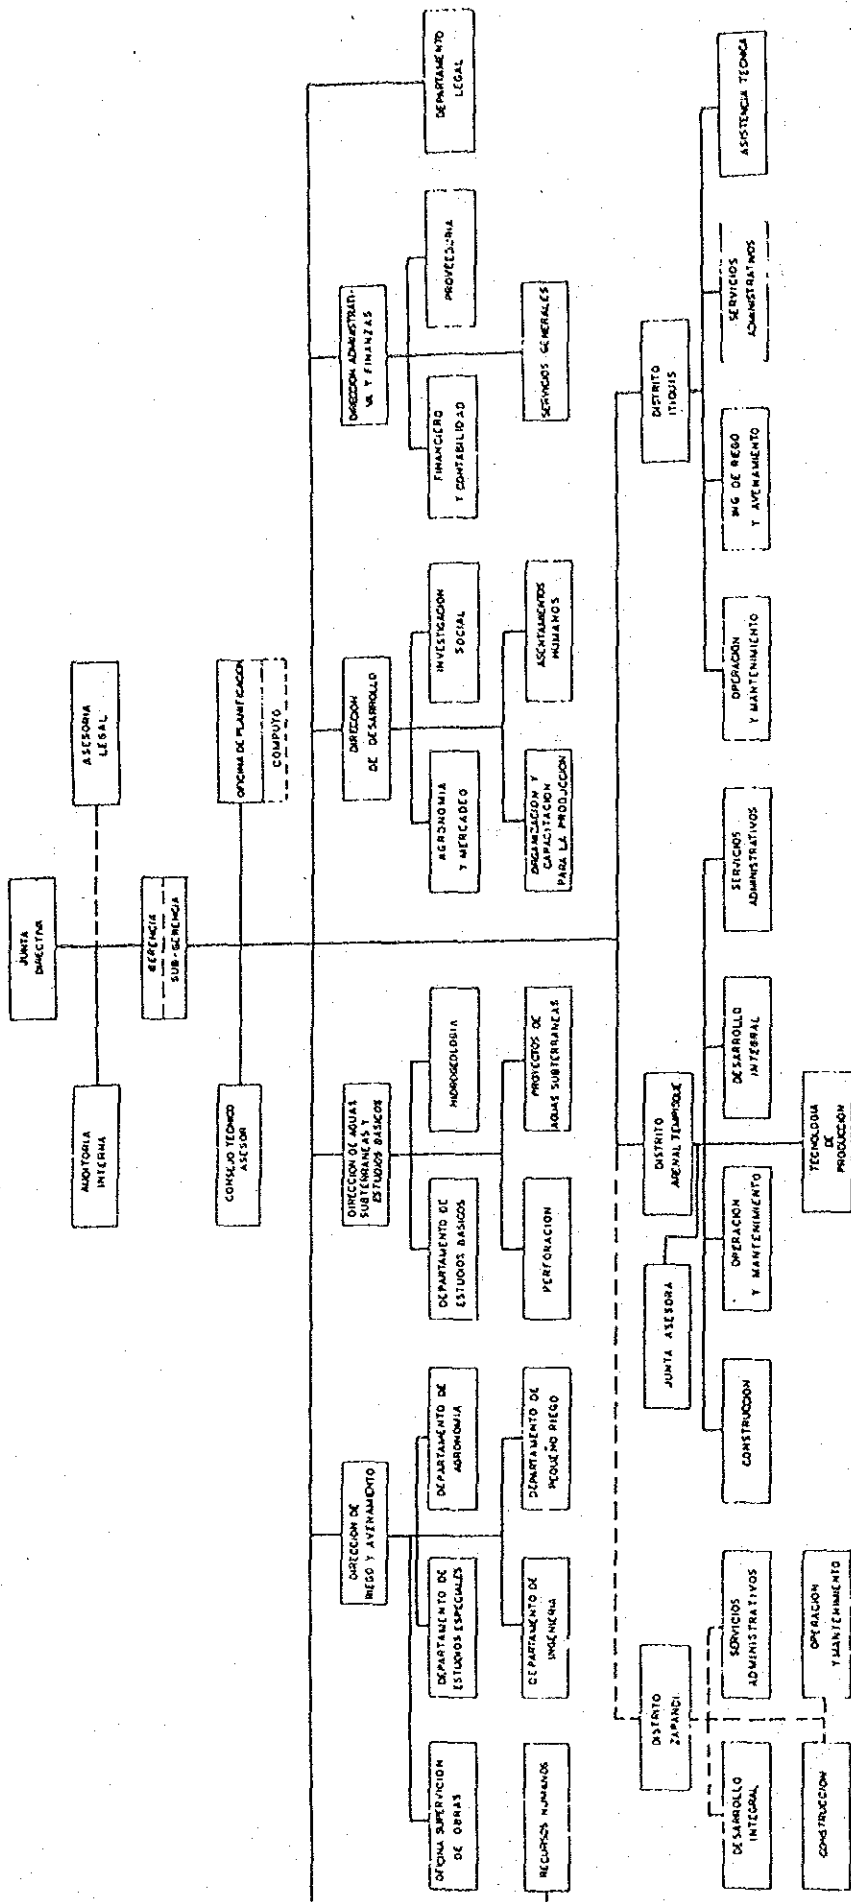 JUNTA
DIRECTIVA
AUDITORIA
INTERNA
ASESORIA
LEGAL
GERENCIA
SUB-GERENCIA
CONSEJO TECNICO
ASESOR
OFICINA DE PLANIFICACION
COMPUTO
DIRECCION DE
RIEGO Y AVENAMIENTO
DIRECCION DE AGUAS
SUBTERRANEAS Y
ESTUDIOS BASICOS
DIRECCION
DE DESARROLLO
DIRECCION ADMINISTRATI-
VA Y FINANZAS
DEPARTAMENTO
LEGAL
OFICINA SUPERVICION
DE OBRAS
DEPARTAMENTO DE
ESTUDIOS ESPECIALES
DEPARTAMENTO DE
AGRONOMIA
DEPARTAMENTO DE
ESTUDIOS BASICOS
HIDROGEOLOGIA
AGRONOMIA
Y MERCADEO
INVESTIGACION
SOCIAL
FINANCIERO
Y CONTABILIDAD
PROVEEDURIA
RECURSOS HUMANOS
DEPARTAMENTO DE
INGENIERIA
DEPARTAMENTO DE
PEQUEÑO RIEGO
PERFORACION
PROYECTOS DE
AGUAS SUBTERRANEAS
ORGANIZACION Y
CAPACITACION
PARA LA PRODUCCION
ASENTAMIENTOS
HUMANOS
SERVICIOS GENERALES
DISTRITO
ZAPANDI
JUNTA ASESORA
DISTRITO
ARENAL TEMPISQUE
DISTRITO
ITIQUIS
DESARROLLO
INTEGRAL
SERVICIOS
ADMINISTRATIVOS
CONSTRUCCION
OPERACION
Y MANTENIMIENTO
DESARROLLO
INTEGRAL
SERVICIOS
ADMINISTRATIVOS
OPERACION
Y MANTENIMIENTO
ING DE RIEGO
Y AVENAMIENTO
SERVICIOS
ADMINISTRATIVOS
ASISTENCIA TECNICA
CONSTRUCCION
OPERACION
Y MANTENIMIENTO
TECNOLOGIA
DE
PRODUCCION